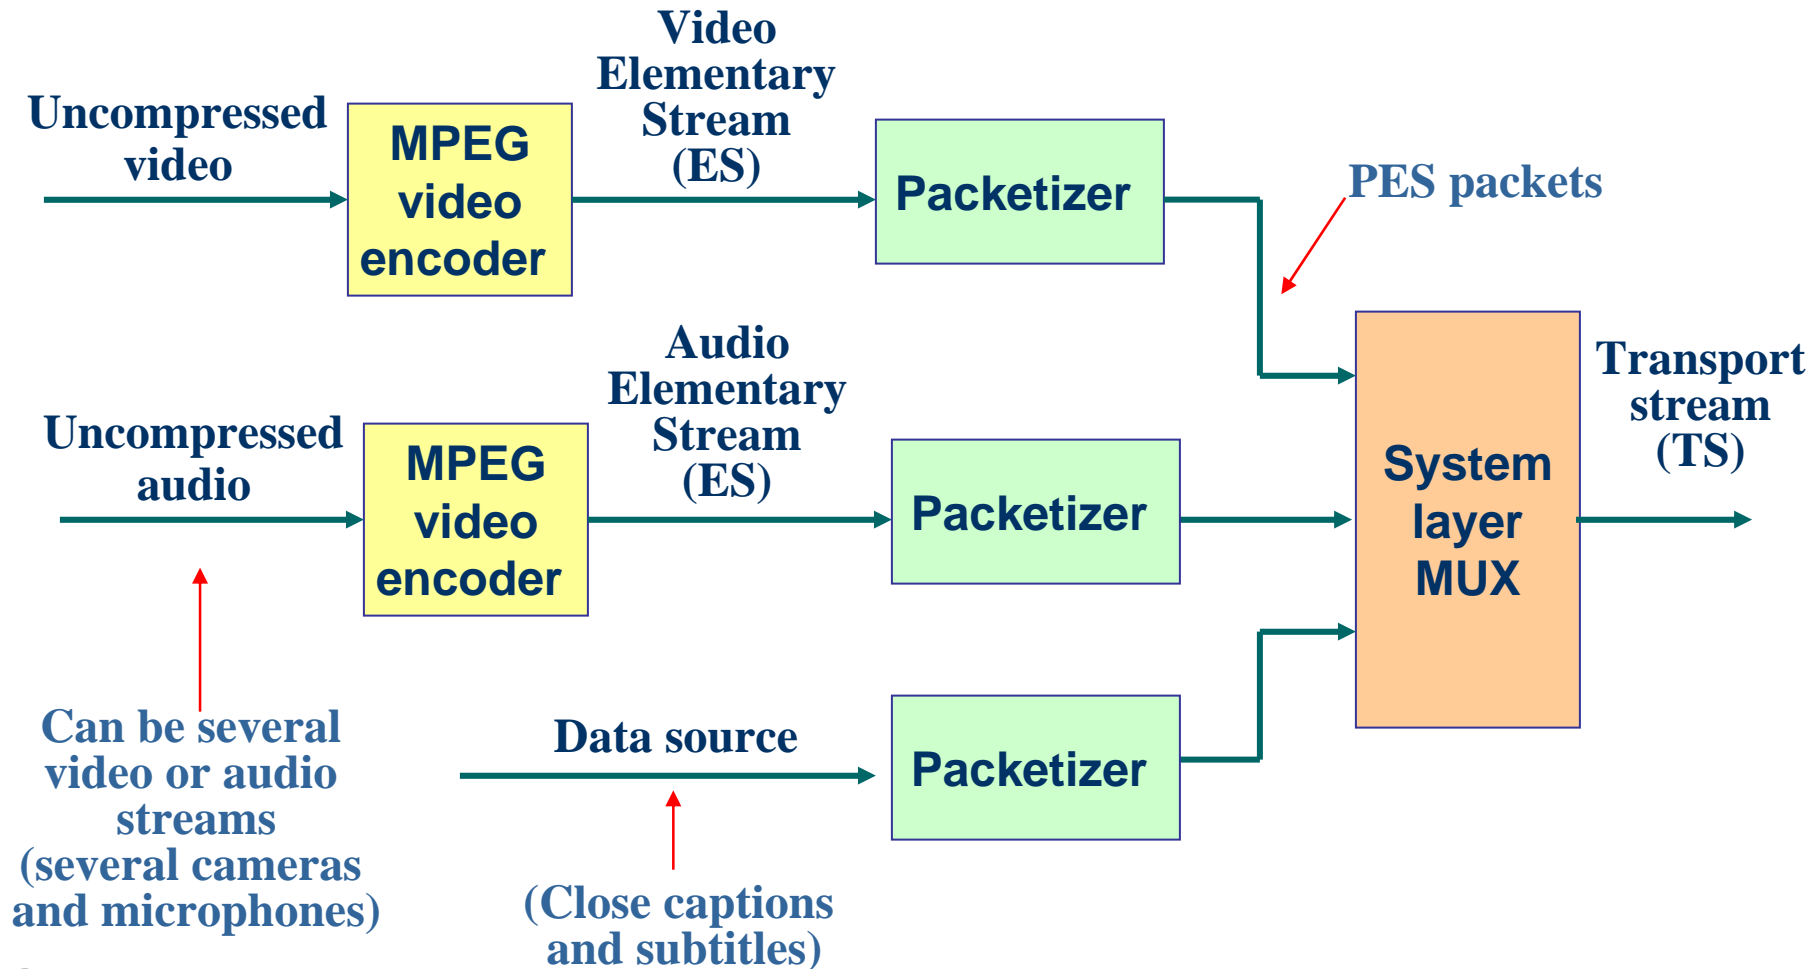 Uncompressed
video
MPEG
video
encoder
Video
Elementary
Stream
(ES)
Packetizer
PES packets
Uncompressed
audio
MPEG
video
encoder
Audio
Elementary
Stream
(ES)
Packetizer
System
layer
MUX
Transport
stream
(TS)
Can be several
video or audio
streams
(several cameras
and microphones)
Data source
Packetizer
(Close captions
and subtitles)